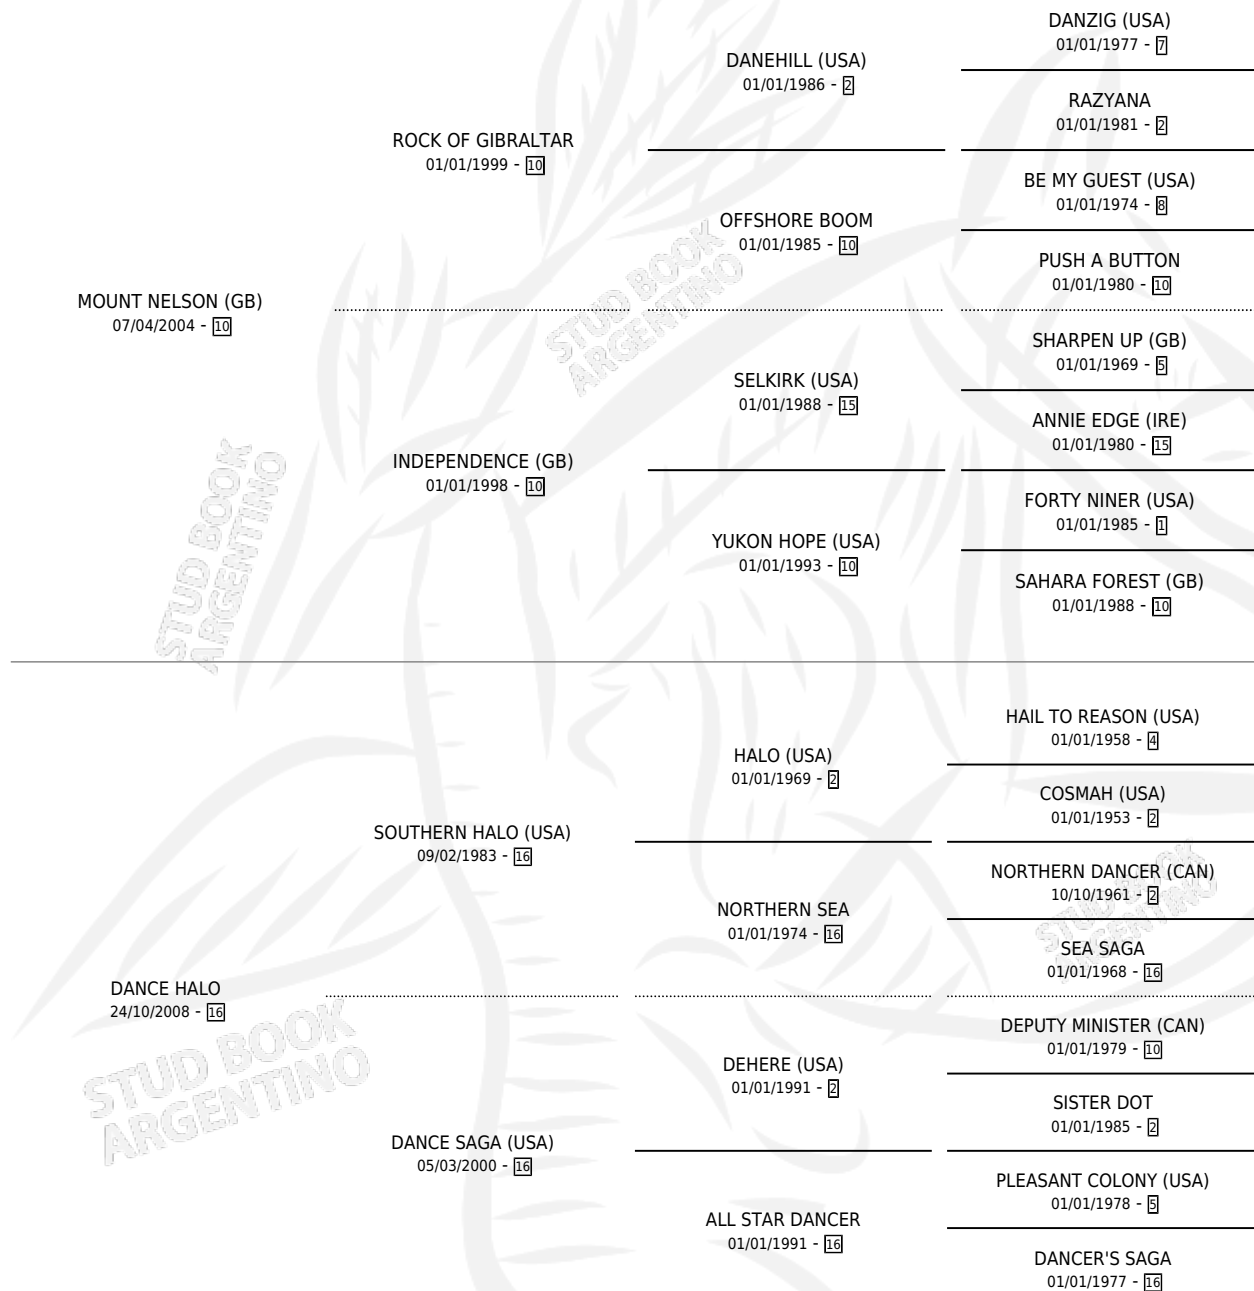 DANZIG (USA)
01/01/1977 - 7
DANEHILL (USA)
01/01/1986 - 2
RAZYANA
01/01/1981 - 2
ROCK OF GIBRALTAR
01/01/1999 - 10
BE MY GUEST (USA)
01/01/1974 - 8
OFFSHORE BOOM
01/01/1985 - 10
PUSH A BUTTON
01/01/1980 - 10
MOUNT NELSON (GB)
07/04/2004 - 10
SHARPEN UP (GB)
01/01/1969 - 5
SELKIRK (USA)
01/01/1988 - 15
ANNIE EDGE (IRE)
01/01/1980 - 15
INDEPENDENCE (GB)
01/01/1998 - 10
FORTY NINER (USA)
01/01/1985 - 1
YUKON HOPE (USA)
01/01/1993 - 10
SAHARA FOREST (GB)
01/01/1988 - 10
HAIL TO REASON (USA)
01/01/1958 - 4
HALO (USA)
01/01/1969 - 2
COSMAH (USA)
01/01/1953 - 2
SOUTHERN HALO (USA)
09/02/1983 - 16
NORTHERN DANCER (CAN)
10/10/1961 - 2
NORTHERN SEA
01/01/1974 - 16
SEA SAGA
01/01/1968 - 16
DANCE HALO
24/10/2008 - 16
DEPUTY MINISTER (CAN)
01/01/1979 - 10
DEHERE (USA)
01/01/1991 - 2
SISTER DOT
01/01/1985 - 2
DANCE SAGA (USA)
05/03/2000 - 16
PLEASANT COLONY (USA)
01/01/1978 - 5
ALL STAR DANCER
01/01/1991 - 16
DANCER'S SAGA
01/01/1977 - 16
STUD BOOK
ARGENTINO
STUD BOOK
ARGENTINO
STUD BOOK
ARGENTINO
STUD BOOK
ARGENTINO